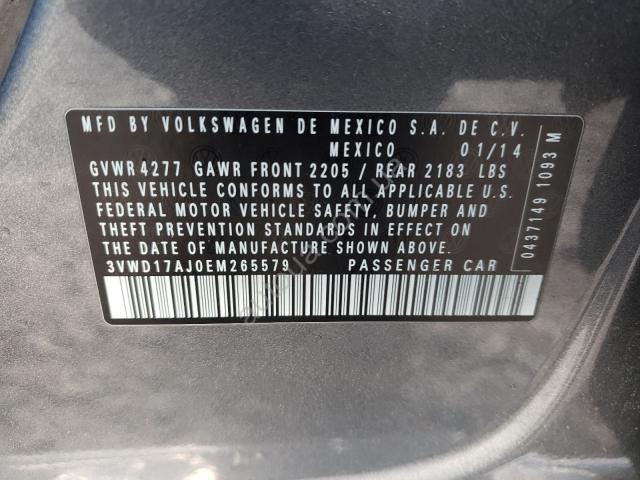 MFD BY VOLKSWAGEN DE MEXICO S.A. DE C.V.
MEXICO 01/14
GVWR 4277 GAWR FRONT 2205 / REAR 2183 LBS
THIS VEHICLE CONFORMS TO ALL APPLICABLE U.S.
FEDERAL MOTOR VEHICLE SAFETY, BUMPER AND
THEFT PREVENTION STANDARDS IN EFFECT ON
THE DATE OF MANUFACTURE SHOWN ABOVE.
3VWD17AJ0EM265579 PASSENGER CAR
0437149 1093 M